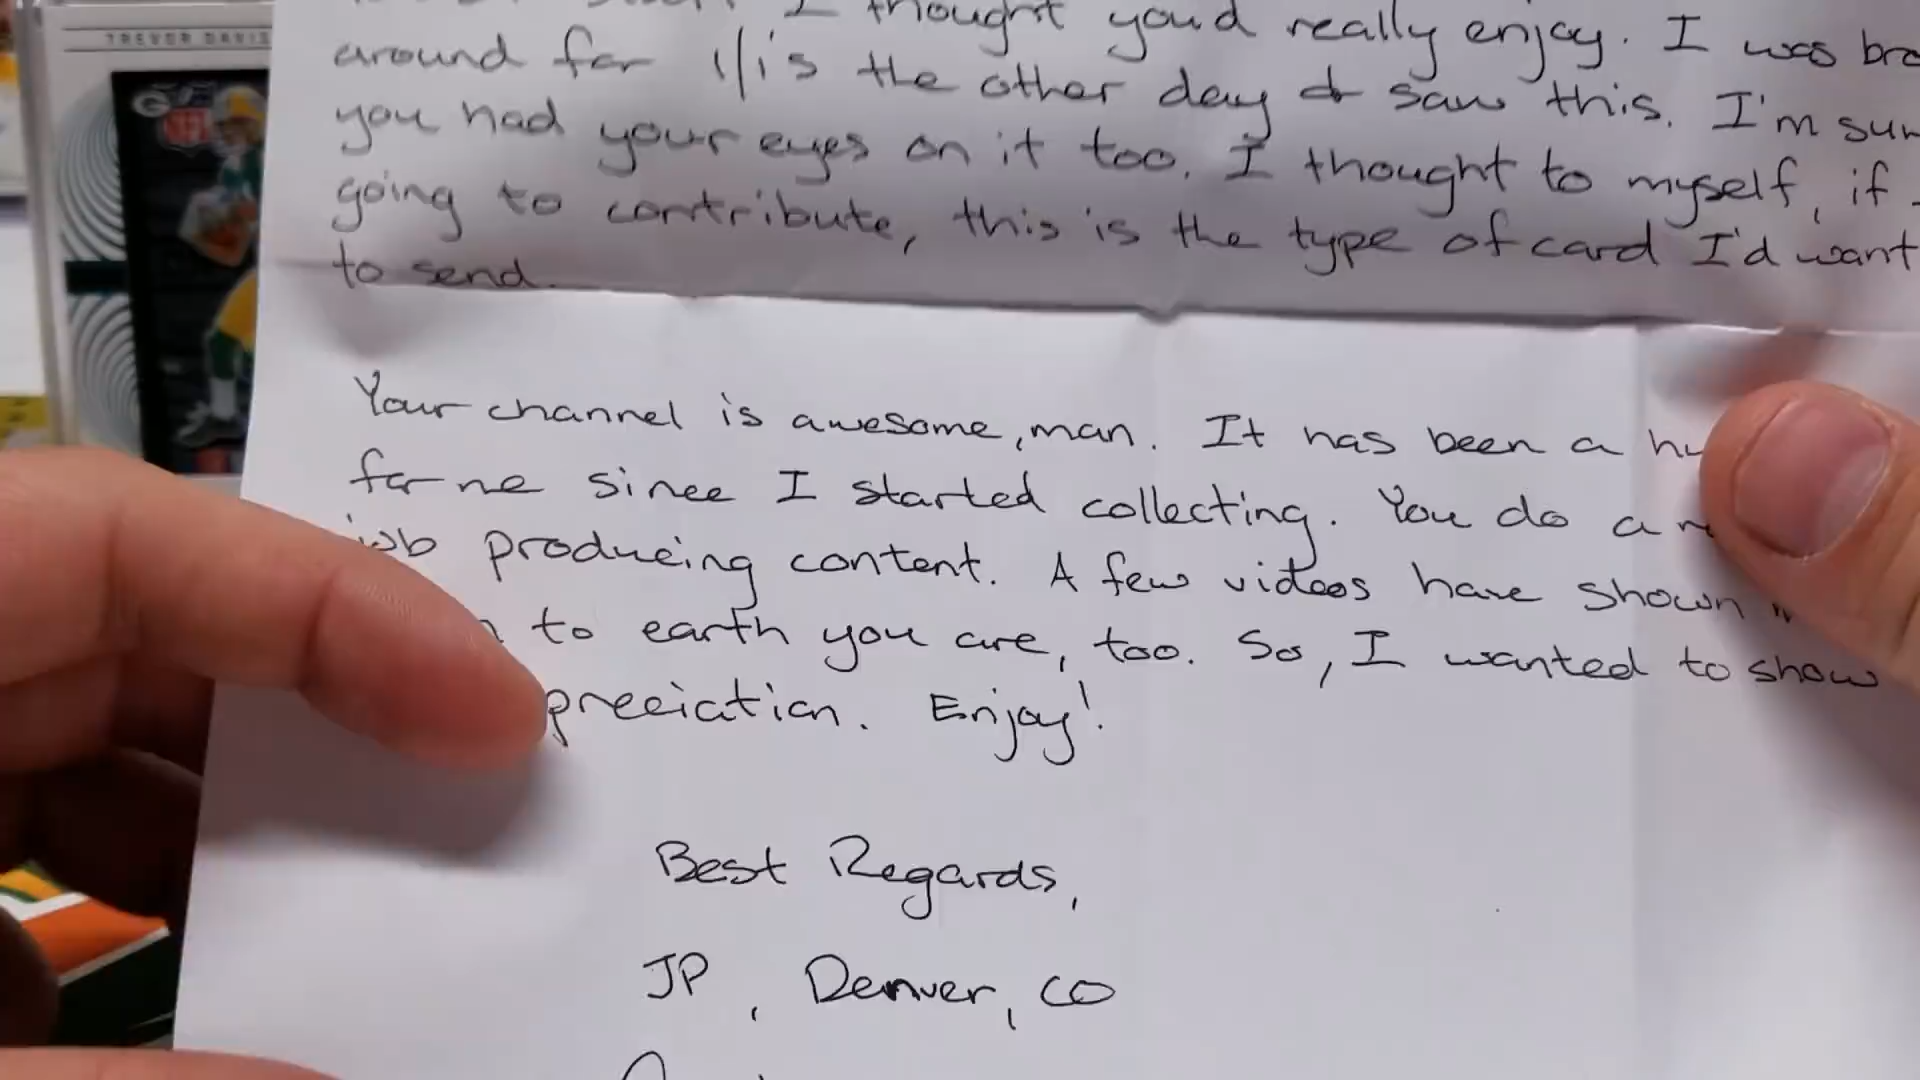 TREVOR DAVIS
NFL
I thought you'd really enjoy. I was
around for 1/1's the other day & saw this. I'm
you had your eyes on it too. I thought to myself, if
going to contribute, this is the type of card I'd want
to send.
Your channel is awesome, man. It has been a
for me since I started collecting. You do a
job producing content. A few videos have shown
to earth you are, too. So, I wanted to show
preciation. Enjoy!
Best Regards,
JP, Denver, CO